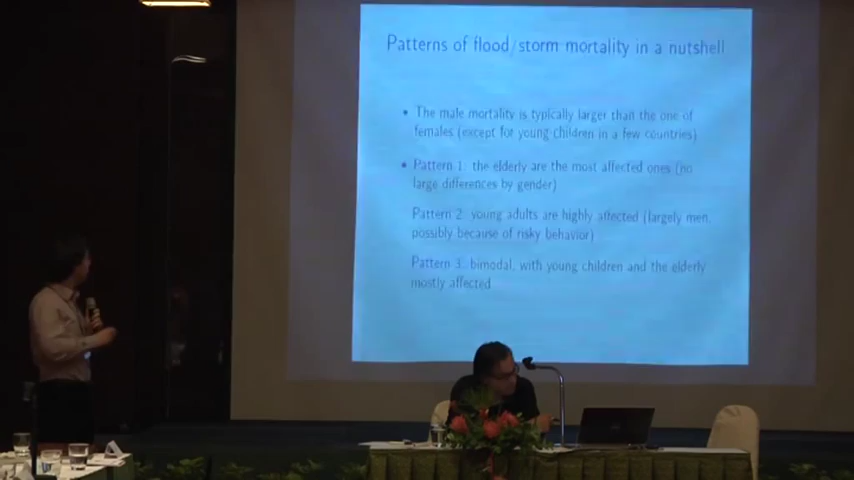 Patterns of flood/storm mortality in a nutshell
• The male mortality is typically larger than the one of
females (except for young children in a few countries)
• Pattern 1: the elderly are the most affected ones (no
large differences by gender)
Pattern 2: young adults are highly affected (largely men,
possibly because of risky behavior)
Pattern 3: bimodal, with young children and the elderly
mostly affected